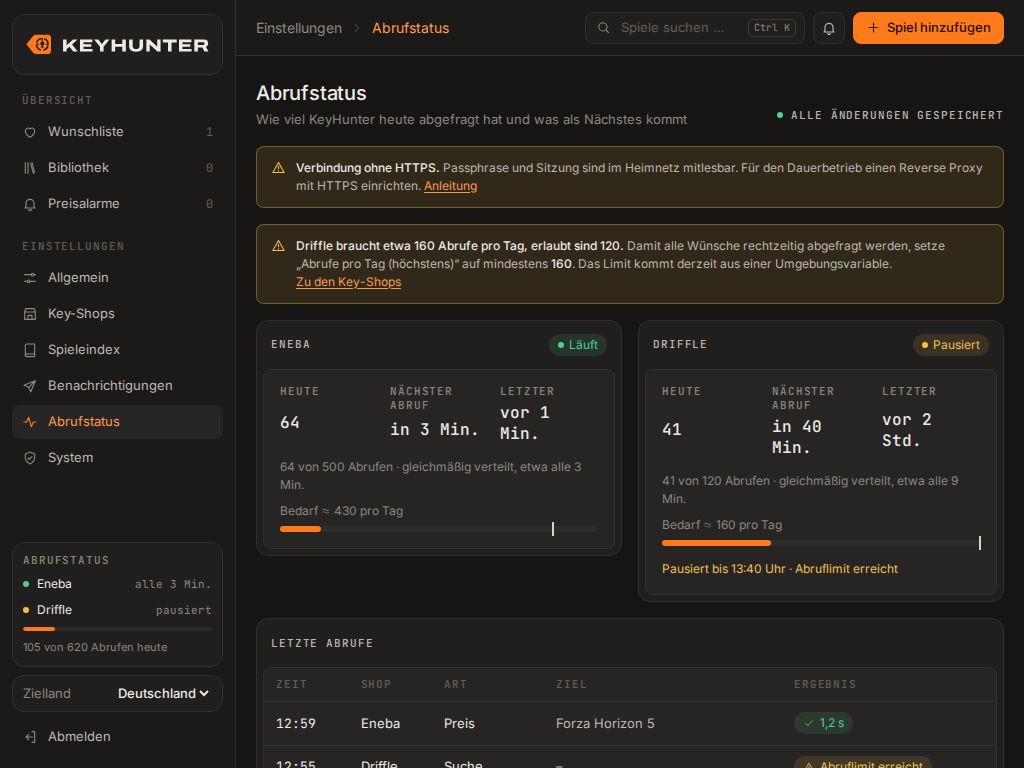 KEYHUNTER
ÜBERSICHT
Wunschliste 1
Bibliothek 0
Preisalarme 0
EINSTELLUNGEN
Allgemein
Key-Shops
Spieleindex
Benachrichtigungen
Abrufstatus
System
ABRUFSTATUS
Eneba alle 3 Min.
Driffle pausiert
105 von 620 Abrufen heute
Zielland Deutschland
Abmelden
Einstellungen Abrufstatus
Spiele suchen ... Ctrl K
Spiel hinzufügen
Abrufstatus
Wie viel KeyHunter heute abgefragt hat und was als Nächstes kommt
ALLE ÄNDERUNGEN GESPEICHERT
Verbindung ohne HTTPS. Passphrase und Sitzung sind im Heimnetz mitlesbar. Für den Dauerbetrieb einen Reverse Proxy
mit HTTPS einrichten. Anleitung
Driffle braucht etwa 160 Abrufe pro Tag, erlaubt sind 120. Damit alle Wünsche rechtzeitig abgefragt werden, setze
„Abrufe pro Tag (höchstens)“ auf mindestens 160. Das Limit kommt derzeit aus einer Umgebungsvariable.
Zu den Key-Shops
ENEBA Läuft
HEUTE
64
NÄCHSTER
ABRUF
in 3 Min.
LETZTER
vor 1
Min.
64 von 500 Abrufen · gleichmäßig verteilt, etwa alle 3
Min.
Bedarf ≈ 430 pro Tag
DRIFFLE Pausiert
HEUTE
41
NÄCHSTER
ABRUF
in 40
Min.
LETZTER
vor 2
Std.
41 von 120 Abrufen · gleichmäßig verteilt, etwa alle 9
Min.
Bedarf ≈ 160 pro Tag
Pausiert bis 13:40 Uhr · Abruflimit erreicht
LETZTE ABRUFE
ZEIT SHOP ART ZIEL ERGEBNIS
12:59 Eneba Preis Forza Horizon 5 1,2 s
12:55 Driffle Suche – Abruflimit erreicht